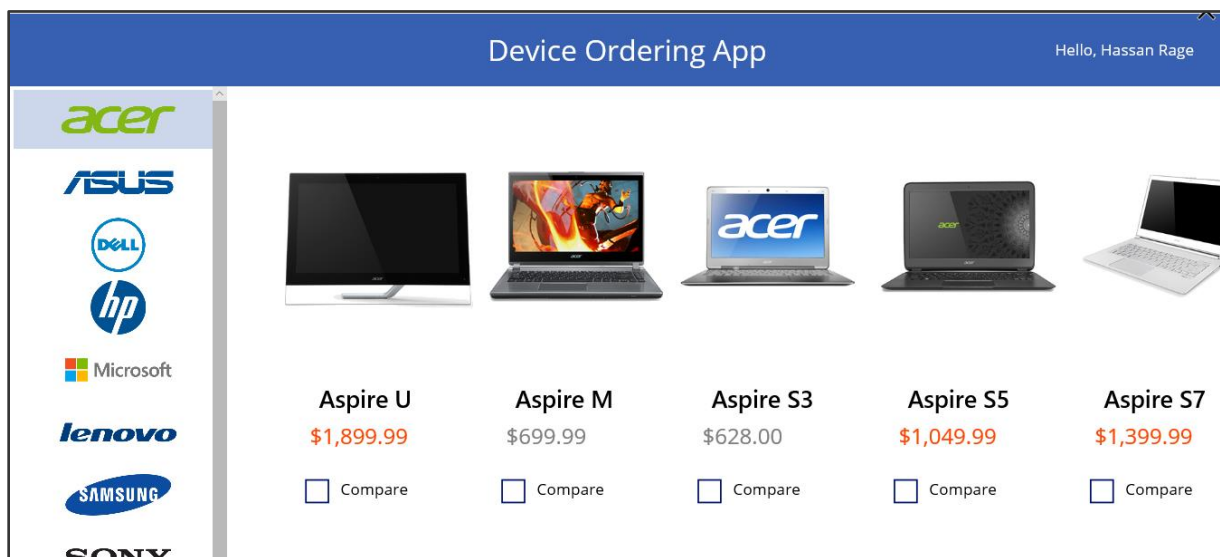 Device Ordering App
Hello, Hassan Rage
acer
ASUS
DELL
hp
Microsoft
lenovo
SAMSUNG
SONY
acer
acer
Aspire U
Aspire M
Aspire S3
Aspire S5
Aspire S7
$1,899.99
$699.99
$628.00
$1,049.99
$1,399.99
Compare
Compare
Compare
Compare
Compare